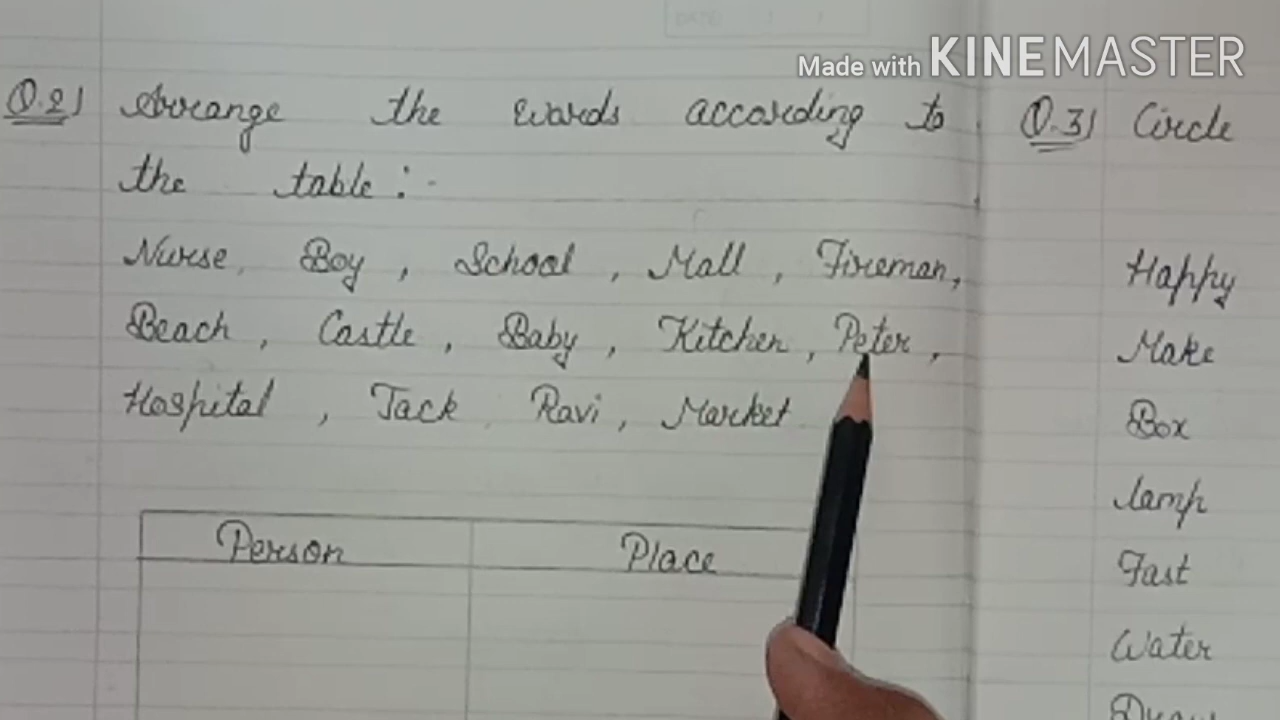 Made with KINEMASTER
Q.2) Arrange the words according to
the table:-
Nurse, Boy, School, Mall, Fireman,
Beach, Castle, Baby, Kitchen, Peter,
Hospital, Jack, Ravi, Market
Person Place
Q.3) Circle
Happy
Make
Box
lamp
Fast
Water
Draw